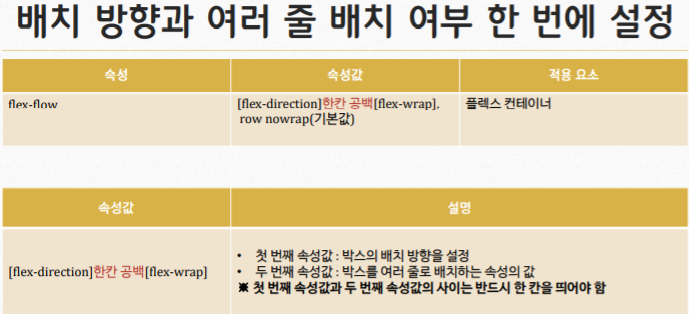 배치 방향과 여러 줄 배치 여부 한 번에 설정
속성 속성값 적용 요소
flex-flow [flex-direction]한칸 공백[flex-wrap], 플렉스 컨테이너
row nowrap(기본값)
속성값 설명
• 첫 번째 속성값 : 박스의 배치 방향을 설정
[flex-direction]한칸 공백[flex-wrap] • 두 번째 속성값 : 박스를 여러 줄로 배치하는 속성의 값
※ 첫 번째 속성값과 두 번째 속성값의 사이는 반드시 한 칸을 띄어야 함